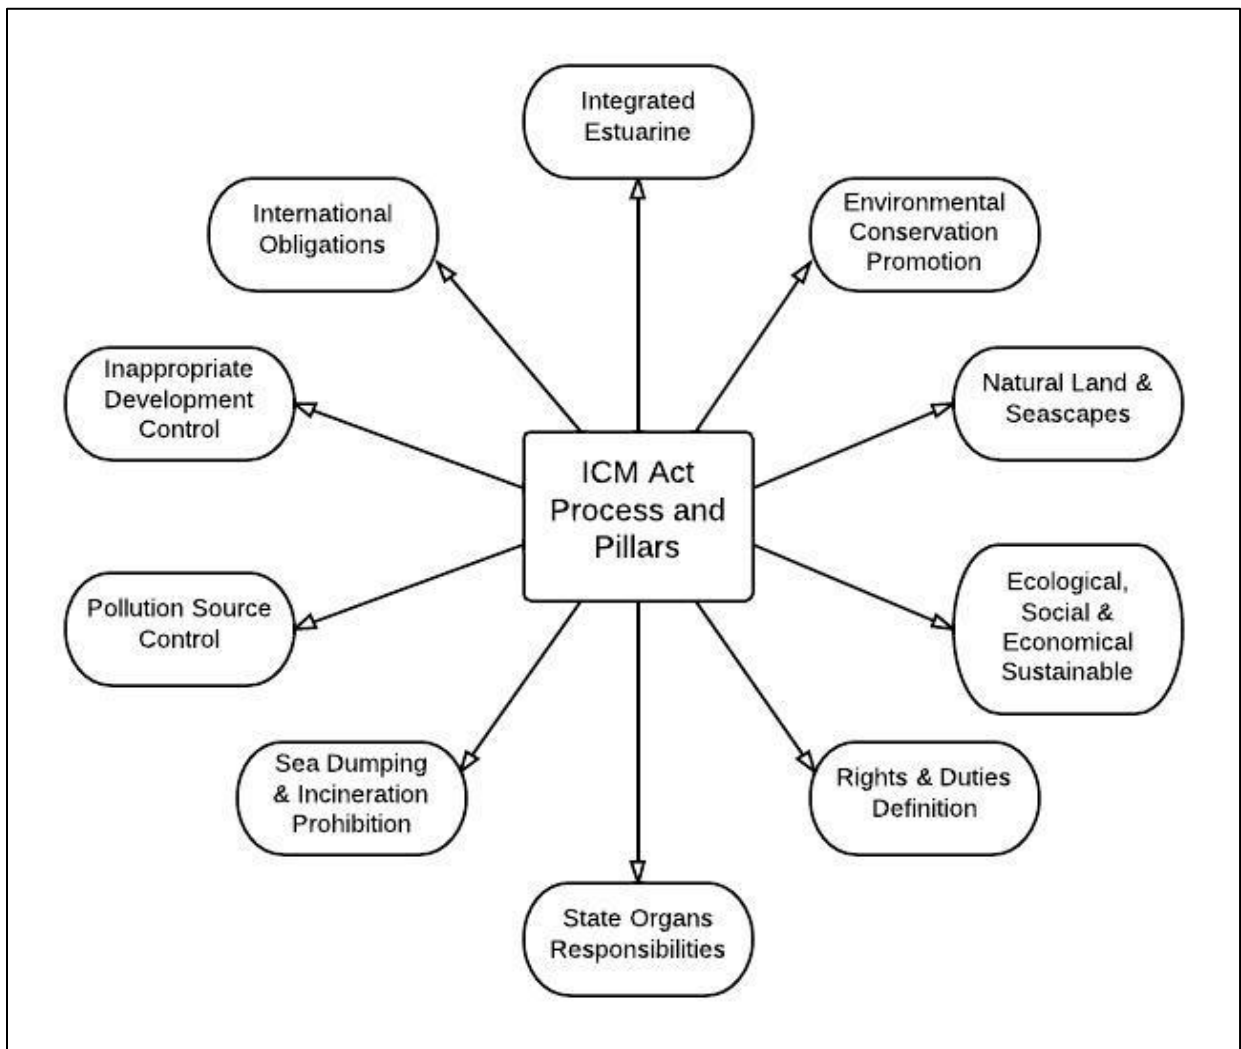 Integrated
Estuarine
International
Obligations
Environmental
Conservation
Promotion
Inappropriate
Development
Control
Natural Land &
Seascapes
ICM Act
Process and
Pillars
Pollution Source
Control
Ecological,
Social &
Economical
Sustainable
Sea Dumping
& Incineration
Prohibition
Rights & Duties
Definition
State Organs
Responsibilities